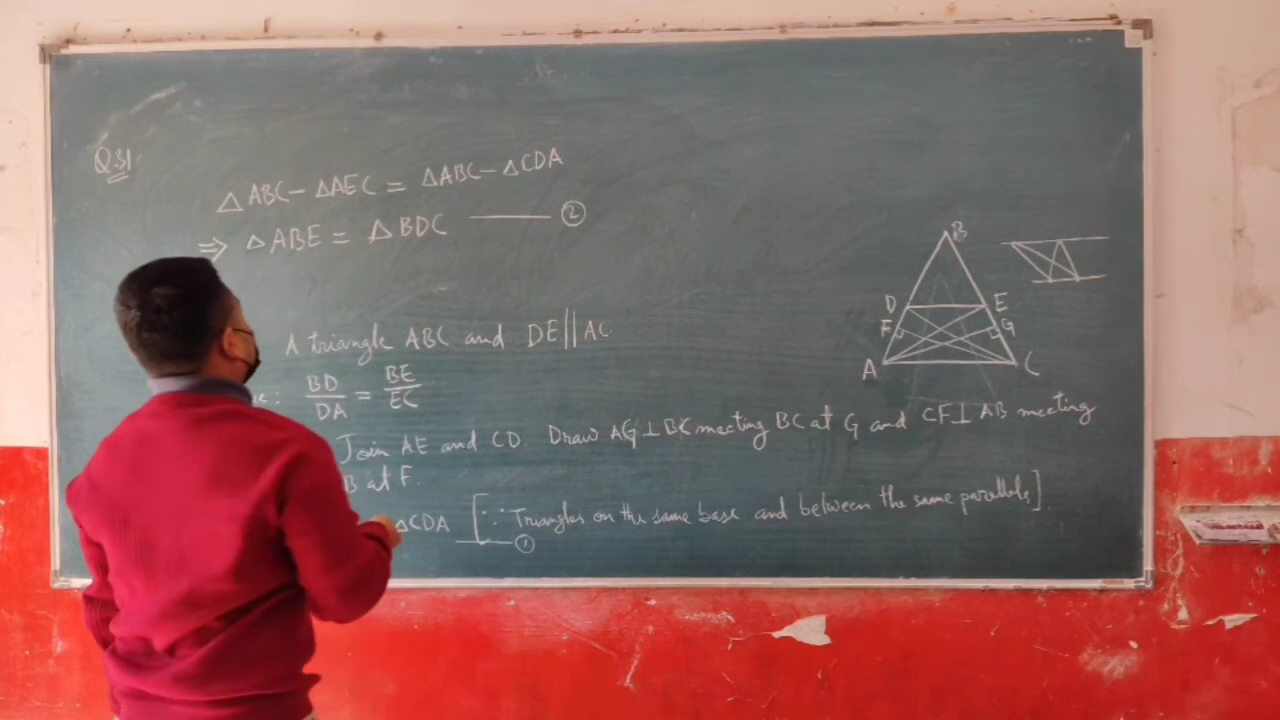 Q31
△ABC - △AEC = △ABC - △CDA
⇒ △ABE = △BDC ——— ②
A triangle ABC and DE || AC.
: BD/DA = BE/EC
Join AE and CD. Draw AG ⊥ BC meeting BC at G and CF ⊥ AB meeting
B at F.
△CDA [∵ Triangles on the same base and between the same parallels].
——— ①
B
D E
F G
A C